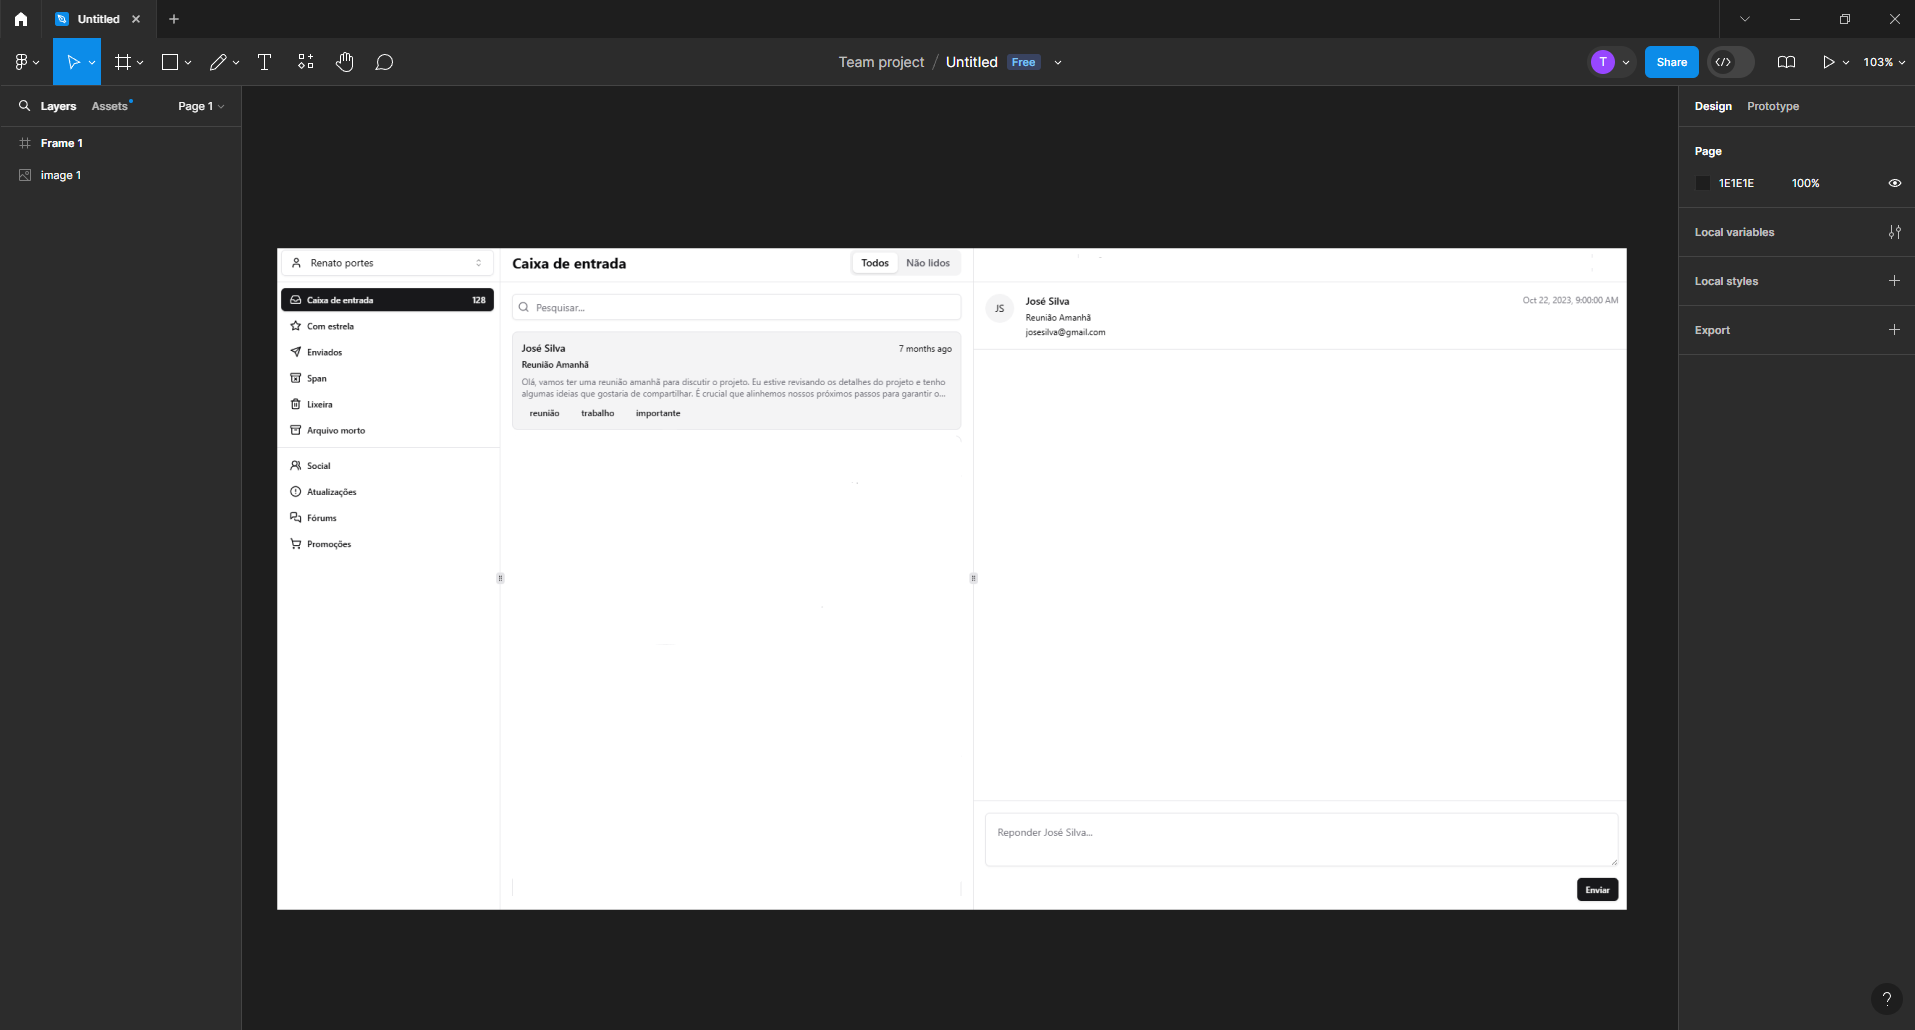 Untitled
Team project / Untitled Free
T
Share
103%
Layers Assets Page 1
Frame 1
image 1
Design Prototype
Page
1E1E1E 100%
Local variables
Local styles
Export
Renato portes
Caixa de entrada 128
Com estrela
Enviados
Span
Lixeira
Arquivo morto
Social
Atualizações
Fórums
Promoções
Caixa de entrada
Todos Não lidos
Pesquisar...
José Silva 7 months ago
Reunião Amanhã
Olá, vamos ter uma reunião amanhã para discutir o projeto. Eu estive revisando os detalhes do projeto e tenho
algumas ideias que gostaria de compartilhar. É crucial que alinhemos nossos próximos passos para garantir o...
reunião trabalho importante
JS
José Silva Oct 22, 2023, 9:00:00 AM
Reunião Amanhã
josesilva@gmail.com
Reponder José Silva...
Enviar
?